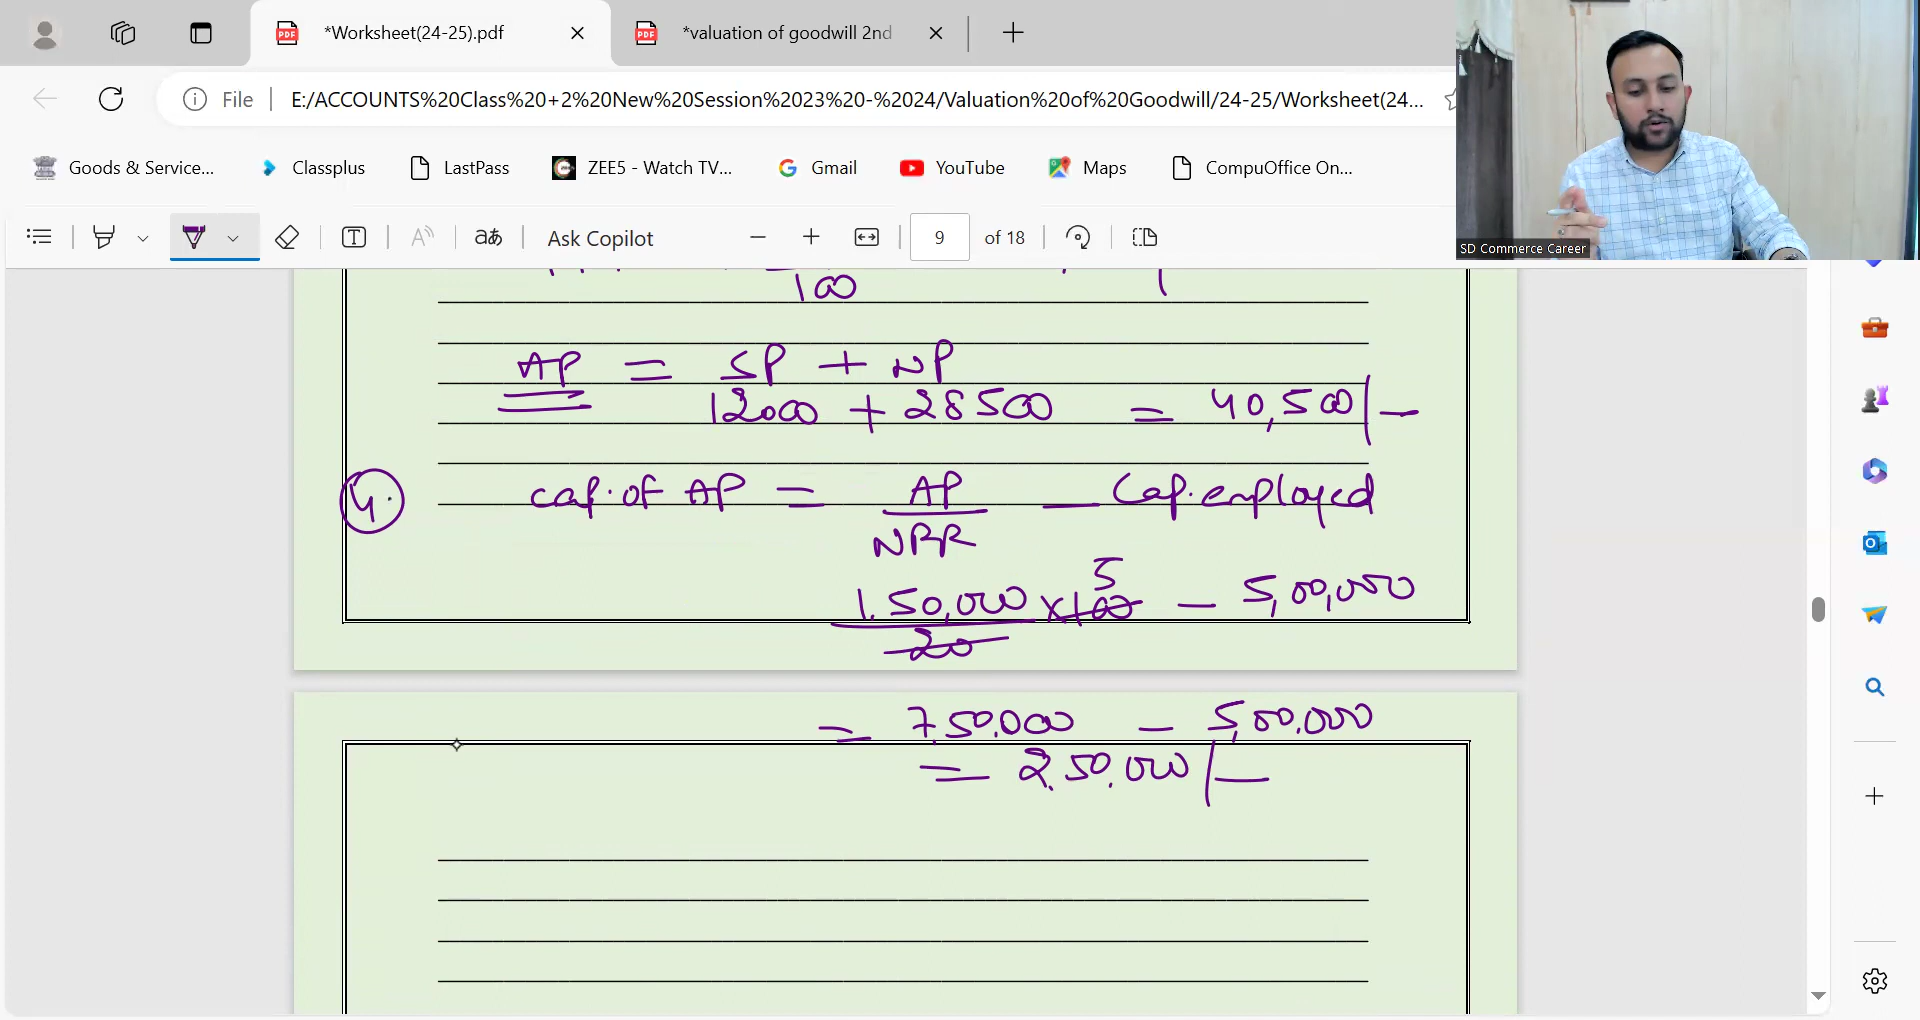 *Worksheet(24-25).pdf
*valuation of goodwill 2nd
File
E:/ACCOUNTS%20Class%20+2%20New%20Session%202023%20-%2024/Valuation%20of%20Goodwill/24-25/Worksheet(24...
Goods & Service...
Classplus
LastPass
ZEE5 - Watch TV...
Gmail
YouTube
Maps
CompuOffice On...
Ask Copilot
9 of 18
SD Commerce Career
100
AP = SP + NP
12000 + 28500 = 40,500/-
4. cap. of AP = AP — Cap. employed
NRR
5
1,50,000 x 100 — 5,00,000
20
= 7,50,000 — 5,00,000
= 2,50,000/-